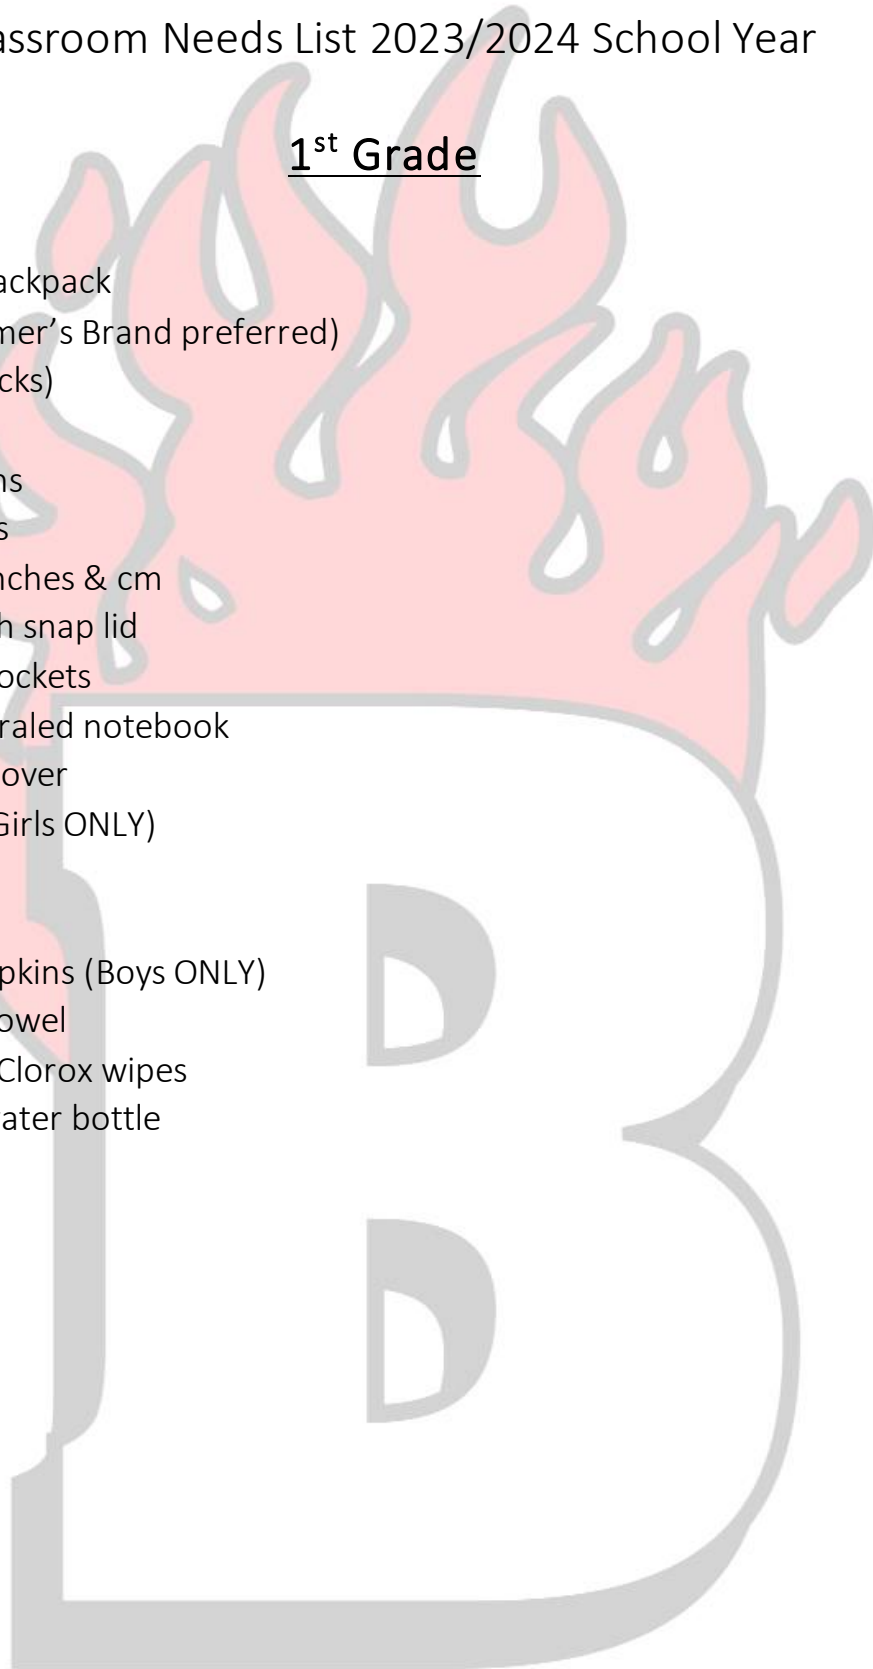 assroom Needs List 2023/2024 School Year
1st Grade
ackpack
mer’s Brand preferred)
cks)
ns
s
nches & cm
h snap lid
ockets
raled notebook
over
Girls ONLY)
pkins (Boys ONLY)
owel
Clorox wipes
ater bottle
B